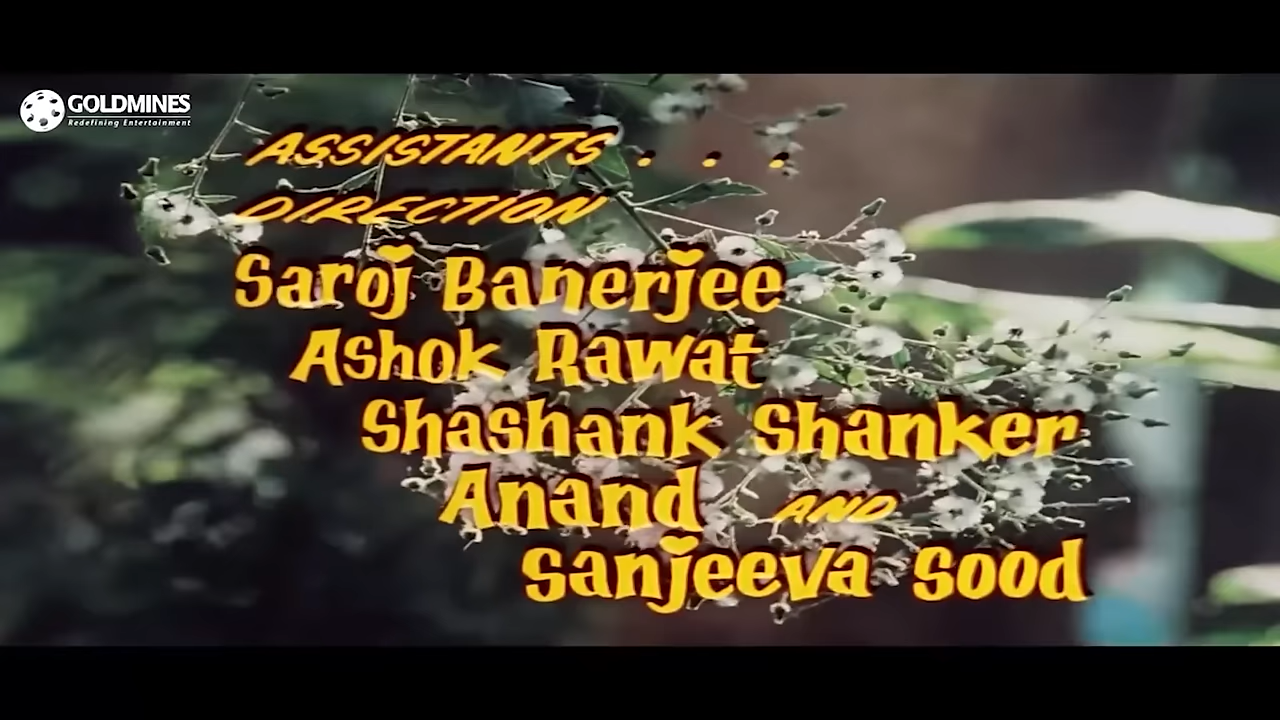 GOLDMINES
Redefining Entertainment
ASSISTANTS . . .
DIRECTION
Saroj Banerjee
Ashok Rawat
Shashank Shanker
Anand AND
Sanjeeva Sood